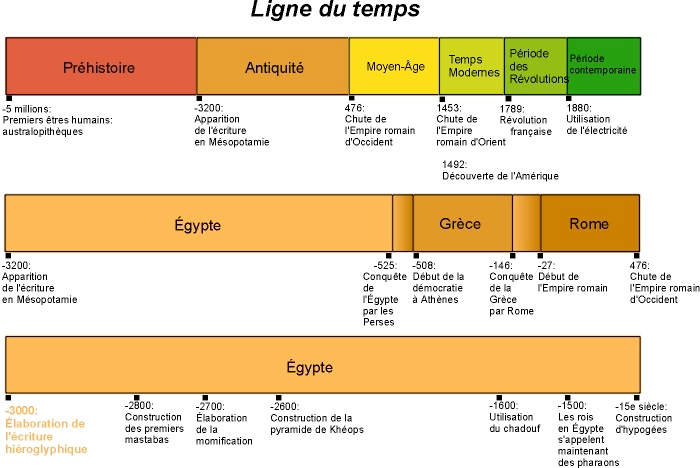 Ligne du temps
Préhistoire
Antiquité
Moyen-Âge
Temps
Modernes
Période
des
Révolutions
Période
contemporaine
-5 millions:
Premiers êtres humains:
australopithèques
-3200:
Apparition
de l'écriture
en Mésopotamie
476:
Chute de
l'Empire romain
d'Occident
1453:
Chute de
l'Empire
romain d'Orient
1492:
Découverte de l'Amérique
1789:
Révolution
française
1880:
Utilisation
de l'électricité
Égypte
Grèce
Rome
-3200:
Apparition
de l'écriture
en Mésopotamie
-525:
Conquête
de
l'Égypte
par les
Perses
-508:
Début de la
démocratie
à Athènes
-146:
Conquête
de la
Grèce
par Rome
-27:
Début de
l'Empire romain
476:
Chute de
l'Empire romain
d'Occident
Égypte
-3000:
Élaboration de
l'écriture
hiéroglyphique
-2800:
Construction
des premiers
mastabas
-2700:
Élaboration
de la
momification
-2600:
Construction de la
pyramide de Khéops
-1600:
Utilisation
du chadouf
-1500:
Les rois
en Égypte
s'appelent
maintenant
des pharaons
-15e siècle:
Construction
d'hypogées